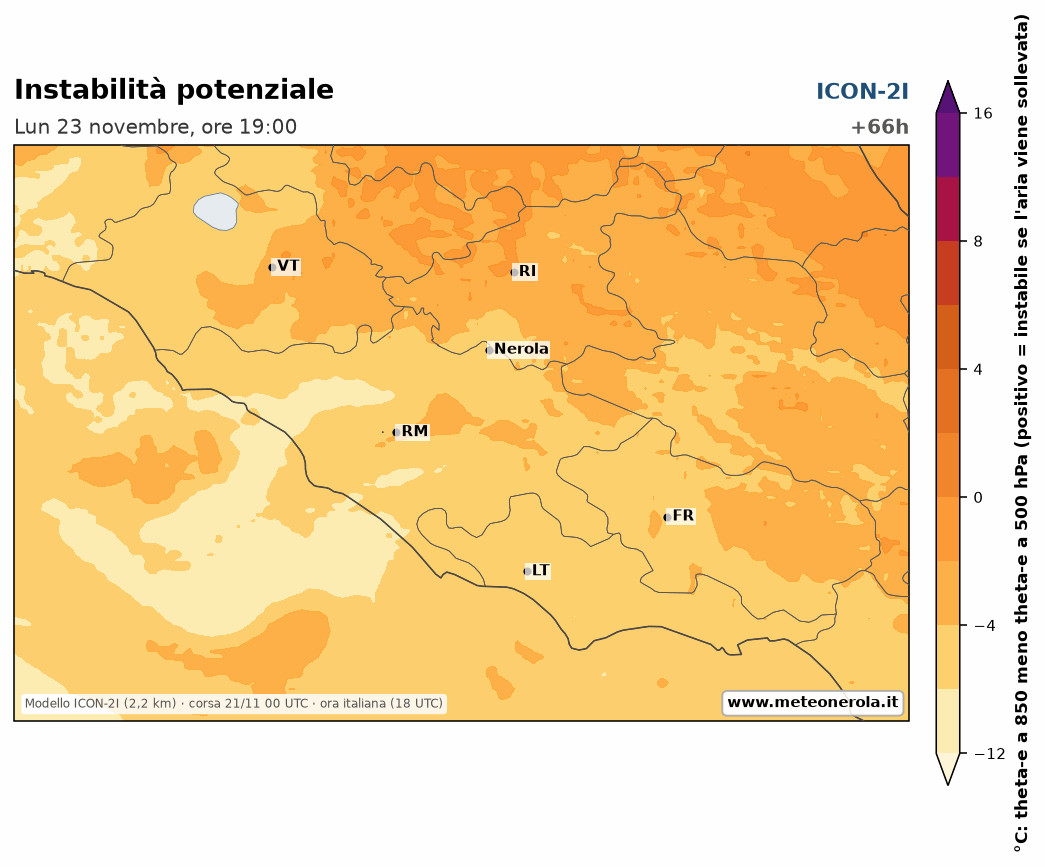 Instabilità potenziale
ICON-2I
Lun 23 novembre, ore 19:00
+66h
VT
RI
Nerola
RM
FR
LT
Modello ICON-2I (2,2 km) · corsa 21/11 00 UTC · ora italiana (18 UTC)
www.meteonerola.it
16
8
4
0
−4
−12
°C: theta-e a 850 meno theta-e a 500 hPa (positivo = instabile se l'aria viene sollevata)